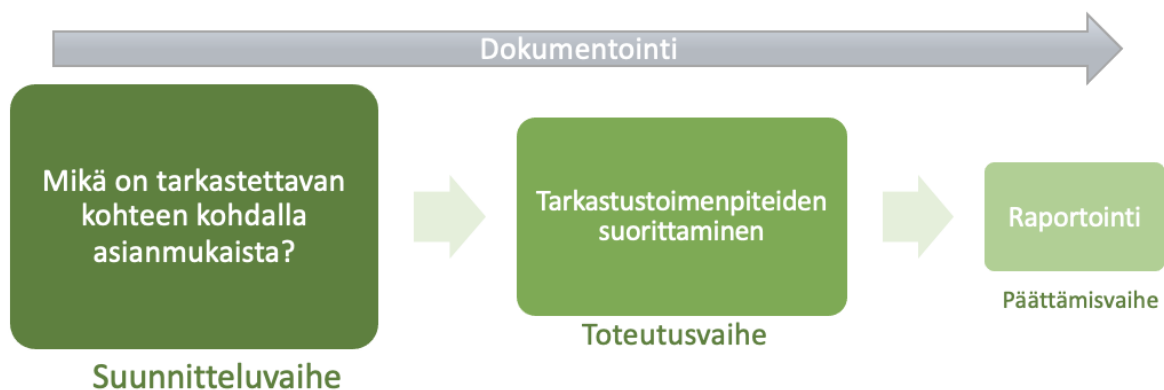 Dokumentointi
Mikä on tarkastettavan
kohteen kohdalla
asianmukaista?
Suunnitteluvaihe
Tarkastustoimenpiteiden
suorittaminen
Toteutusvaihe
Raportointi
Päättämisvaihe